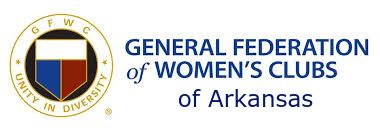 GFWC
UNITY IN DIVERSITY
®
GENERAL FEDERATION
of WOMEN'S CLUBS
of Arkansas